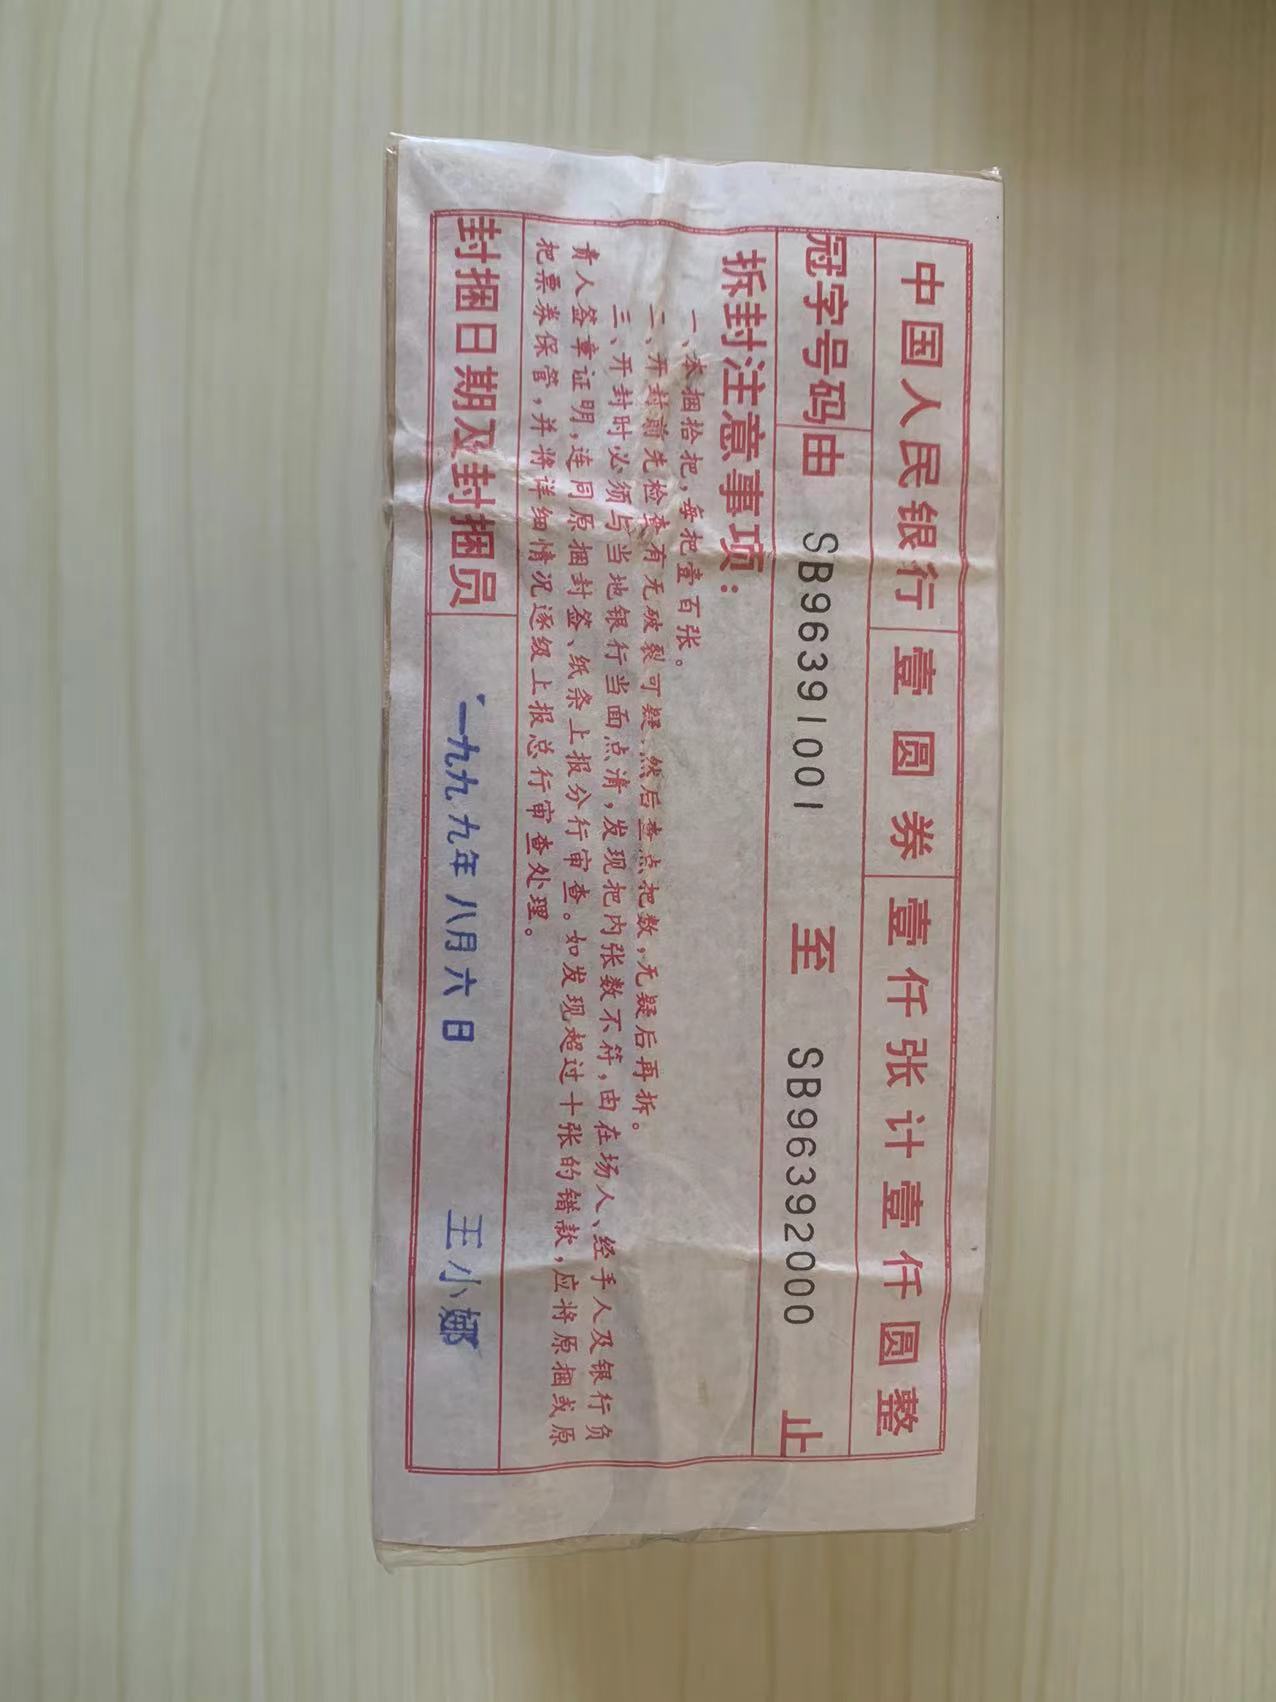 中国人民银行 壹圆券 壹仟张计壹仟圆整
冠字号码 由 SB96391001 至 SB96392000 止
拆封注意事项：
一、本捆拾把，每把壹百张。
二、开封前先检查有无破裂可疑，然后查点把数，无疑后再拆。
三、开封时必须与当地银行当面点清，发现把内张数不符，由在场人、经手人及银行负
责人签章证明，连同原捆封签、纸条上报分行审查。如发现超过十张的错款，应将原捆或原
把票券保管，并将详细情况逐级上报总行审查处理。
封捆日期及封捆员 一九九九年八月六日 王小娜